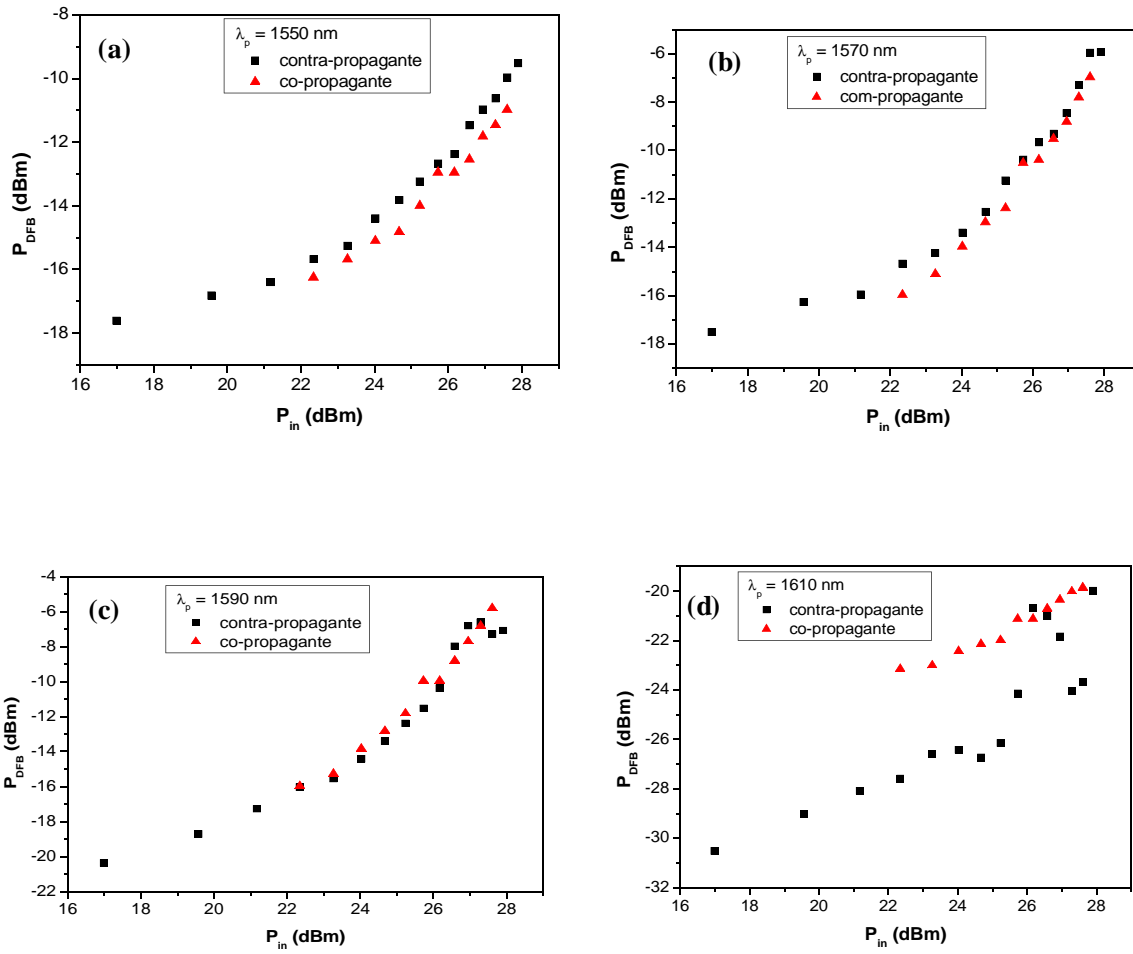 (a)
λp = 1550 nm
contra-propagante
co-propagante
-8
-10
-12
-14
-16
-18
PDFB (dBm)
16 18 20 22 24 26 28
Pin (dBm)
(b)
λp = 1570 nm
contra-propagante
com-propagante
-6
-8
-10
-12
-14
-16
-18
PDFB (dBm)
16 18 20 22 24 26 28
Pin (dBm)
(c)
λp = 1590 nm
contra-propagante
co-propagante
-4
-6
-8
-10
-12
-14
-16
-18
-20
-22
PDFB (dBm)
16 18 20 22 24 26 28
Pin (dBm)
(d)
λp = 1610 nm
contra-propagante
co-propagante
-20
-22
-24
-26
-28
-30
-32
PDFB (dBm)
16 18 20 22 24 26 28
Pin (dBm)